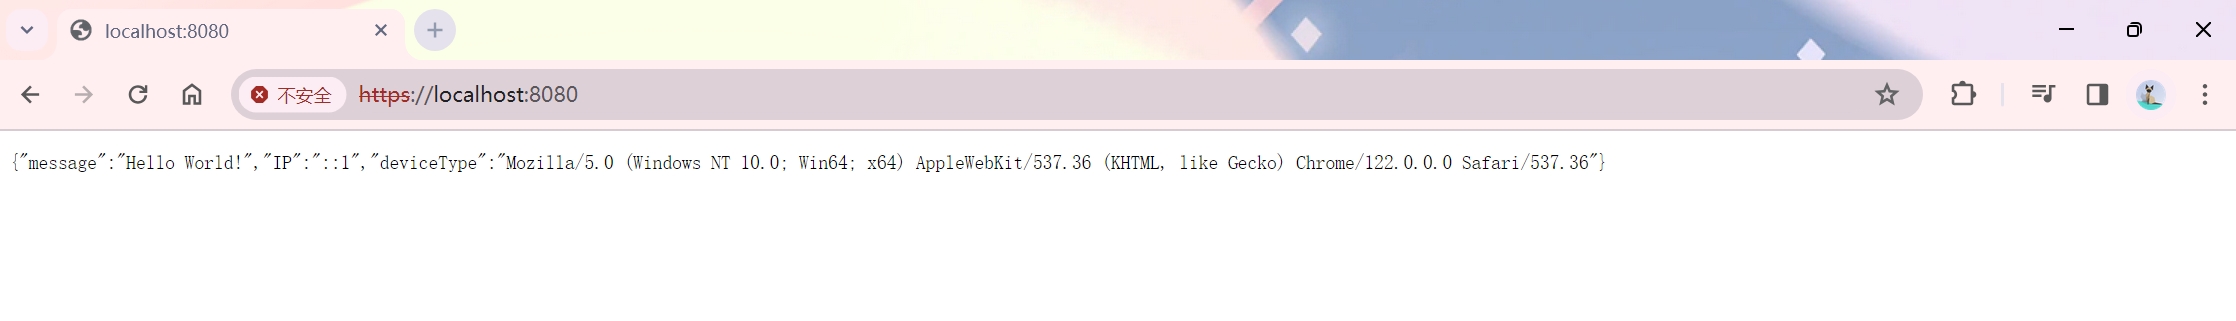 localhost:8080
不安全 https://localhost:8080
{"message":"Hello World!","IP":"::1","deviceType":"Mozilla/5.0 (Windows NT 10.0; Win64; x64) AppleWebKit/537.36 (KHTML, like Gecko) Chrome/122.0.0.0 Safari/537.36"}